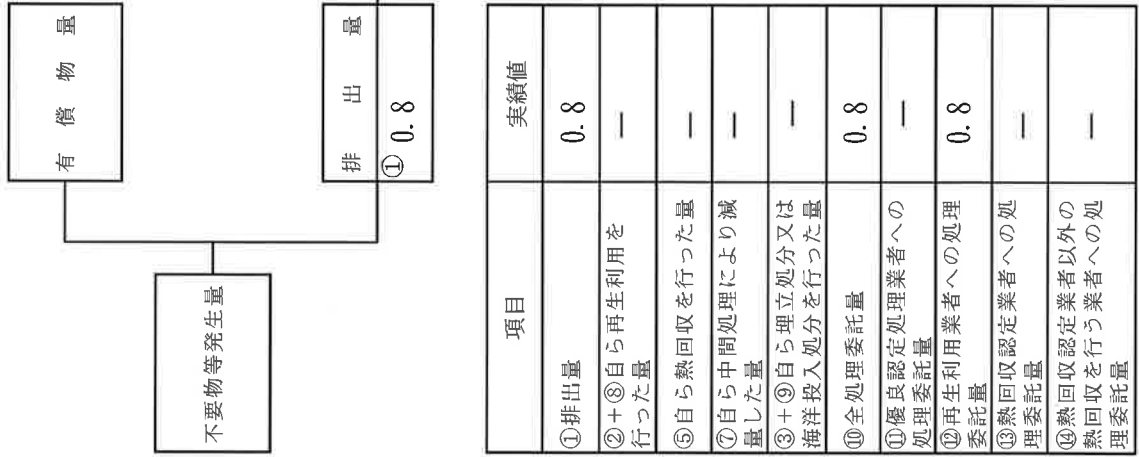 有償物量
不要物等発生量
排出量
① 0.8
項目 実績値
①排出量 0.8
②+⑧自ら再生利用を
行った量 —
⑤自ら熱回収を行った量 —
⑦自ら中間処理により減
量した量 —
③+⑨自ら埋立処分又は
海洋投入処分を行った量 —
⑩全処理委託量 0.8
⑪優良認定処理業者への
処理委託量 —
⑫再生利用業者への処理
委託量 0.8
⑬熱回収認定業者への処
理委託量 —
⑭熱回収認定業者以外の
熱回収を行う業者への処
理委託量 —